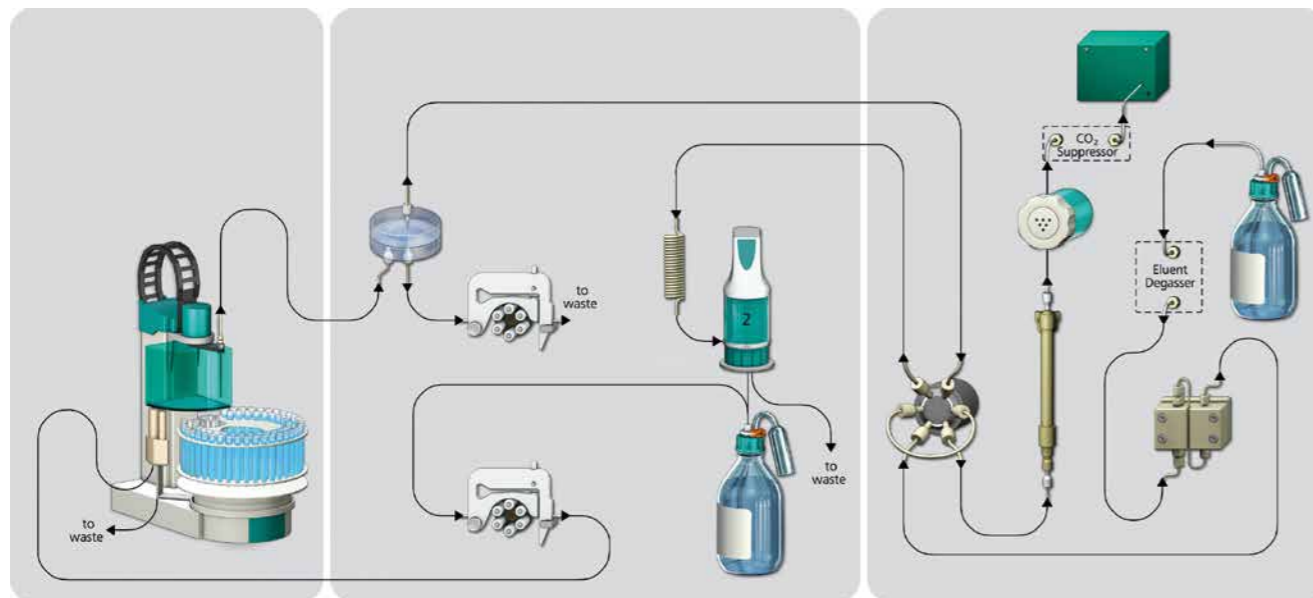 to
waste
to
waste
2
to
waste
CO₂
Suppressor
Eluent
Degasser